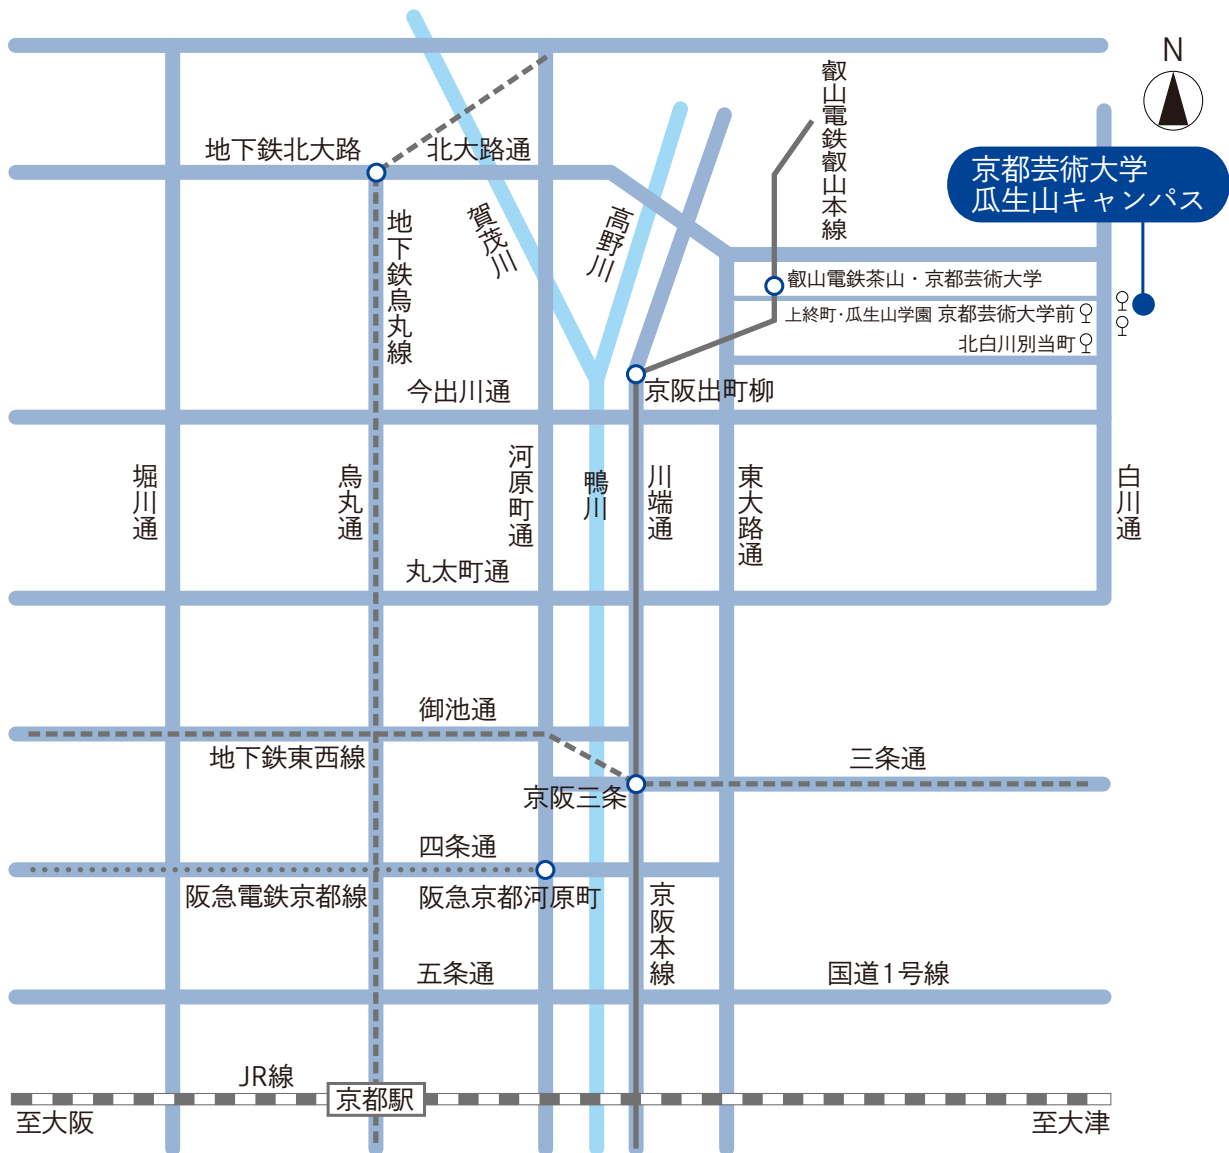 N
叡山電鉄叡山本線
地下鉄北大路
北大路通
京都芸術大学
瓜生山キャンパス
賀茂川
高野川
地下鉄烏丸線
叡山電鉄茶山・京都芸術大学
上終町・瓜生山学園 京都芸術大学前
北白川別当町
京阪出町柳
今出川通
堀川通
烏丸通
河原町通
鴨川
川端通
東大路通
白川通
丸太町通
御池通
地下鉄東西線
三条通
京阪三条
四条通
阪急電鉄京都線
阪急京都河原町
京阪本線
五条通
国道1号線
JR線
京都駅
至大阪
至大津